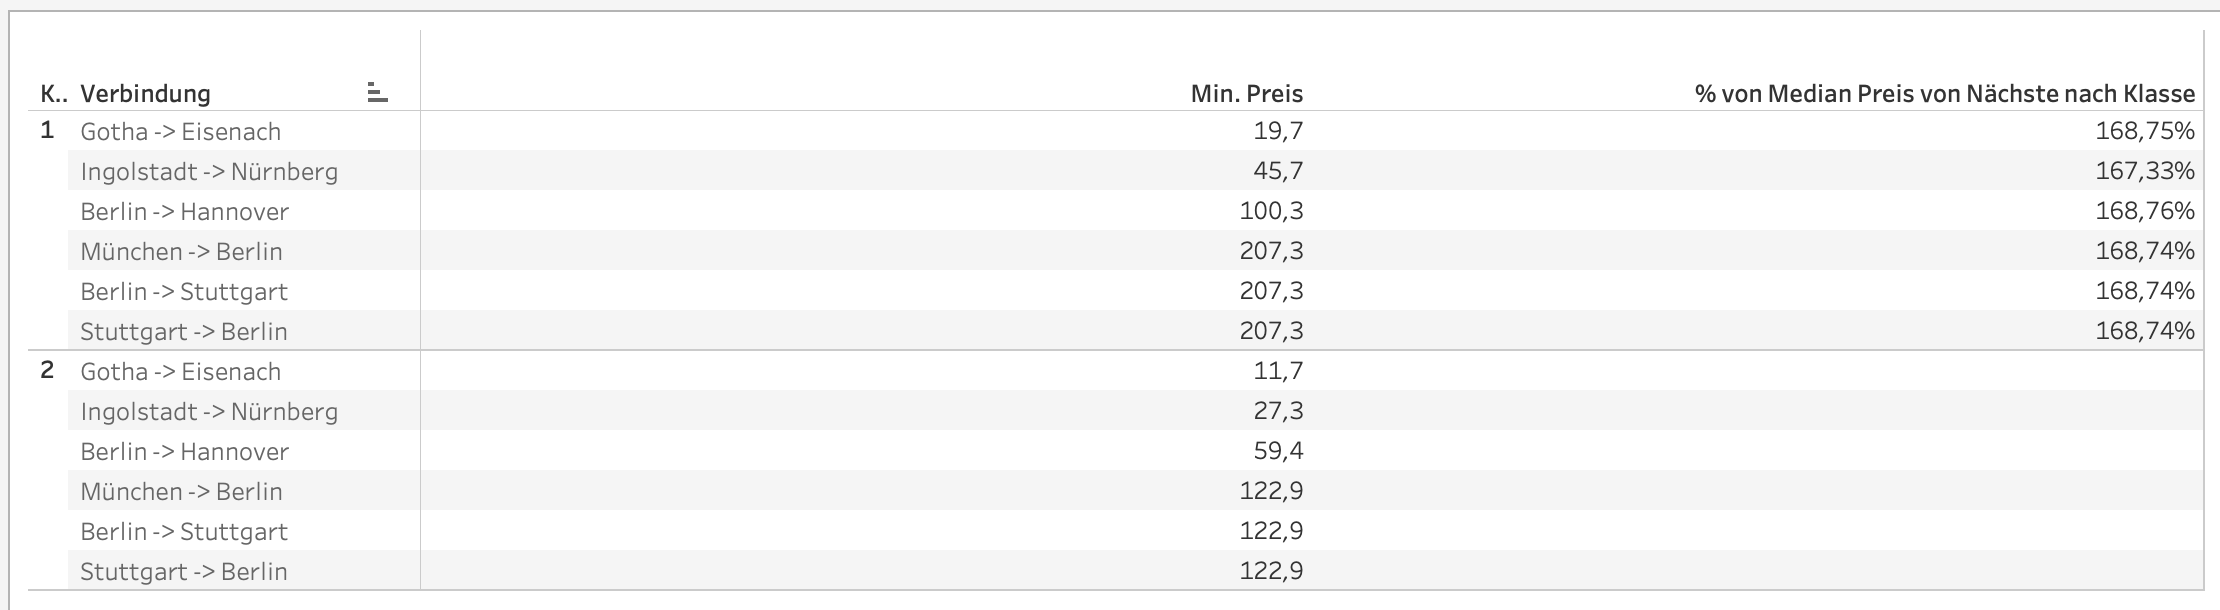 K.. Verbindung Min. Preis % von Median Preis von Nächste nach Klasse
1 Gotha -> Eisenach 19,7 168,75%
Ingolstadt -> Nürnberg 45,7 167,33%
Berlin -> Hannover 100,3 168,76%
München -> Berlin 207,3 168,74%
Berlin -> Stuttgart 207,3 168,74%
Stuttgart -> Berlin 207,3 168,74%
2 Gotha -> Eisenach 11,7
Ingolstadt -> Nürnberg 27,3
Berlin -> Hannover 59,4
München -> Berlin 122,9
Berlin -> Stuttgart 122,9
Stuttgart -> Berlin 122,9